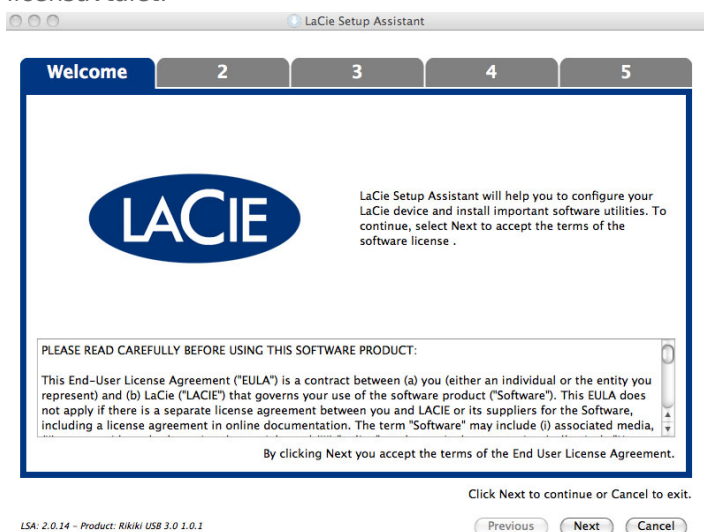 LaCie Setup Assistant
Welcome 2 3 4 5
LACIE
LaCie Setup Assistant will help you to configure your
LaCie device and install important software utilities. To
continue, select Next to accept the terms of the
software license .
PLEASE READ CAREFULLY BEFORE USING THIS SOFTWARE PRODUCT:
This End-User License Agreement ("EULA") is a contract between (a) you (either an individual or the entity you
represent) and (b) LaCie ("LACIE") that governs your use of the software product ("Software"). This EULA does
not apply if there is a separate license agreement between you and LACIE or its suppliers for the Software,
including a license agreement in online documentation. The term "Software" may include (i) associated media,
By clicking Next you accept the terms of the End User License Agreement.
Click Next to continue or Cancel to exit.
LSA: 2.0.14 - Product: Rikiki USB 3.0 1.0.1
Previous Next Cancel